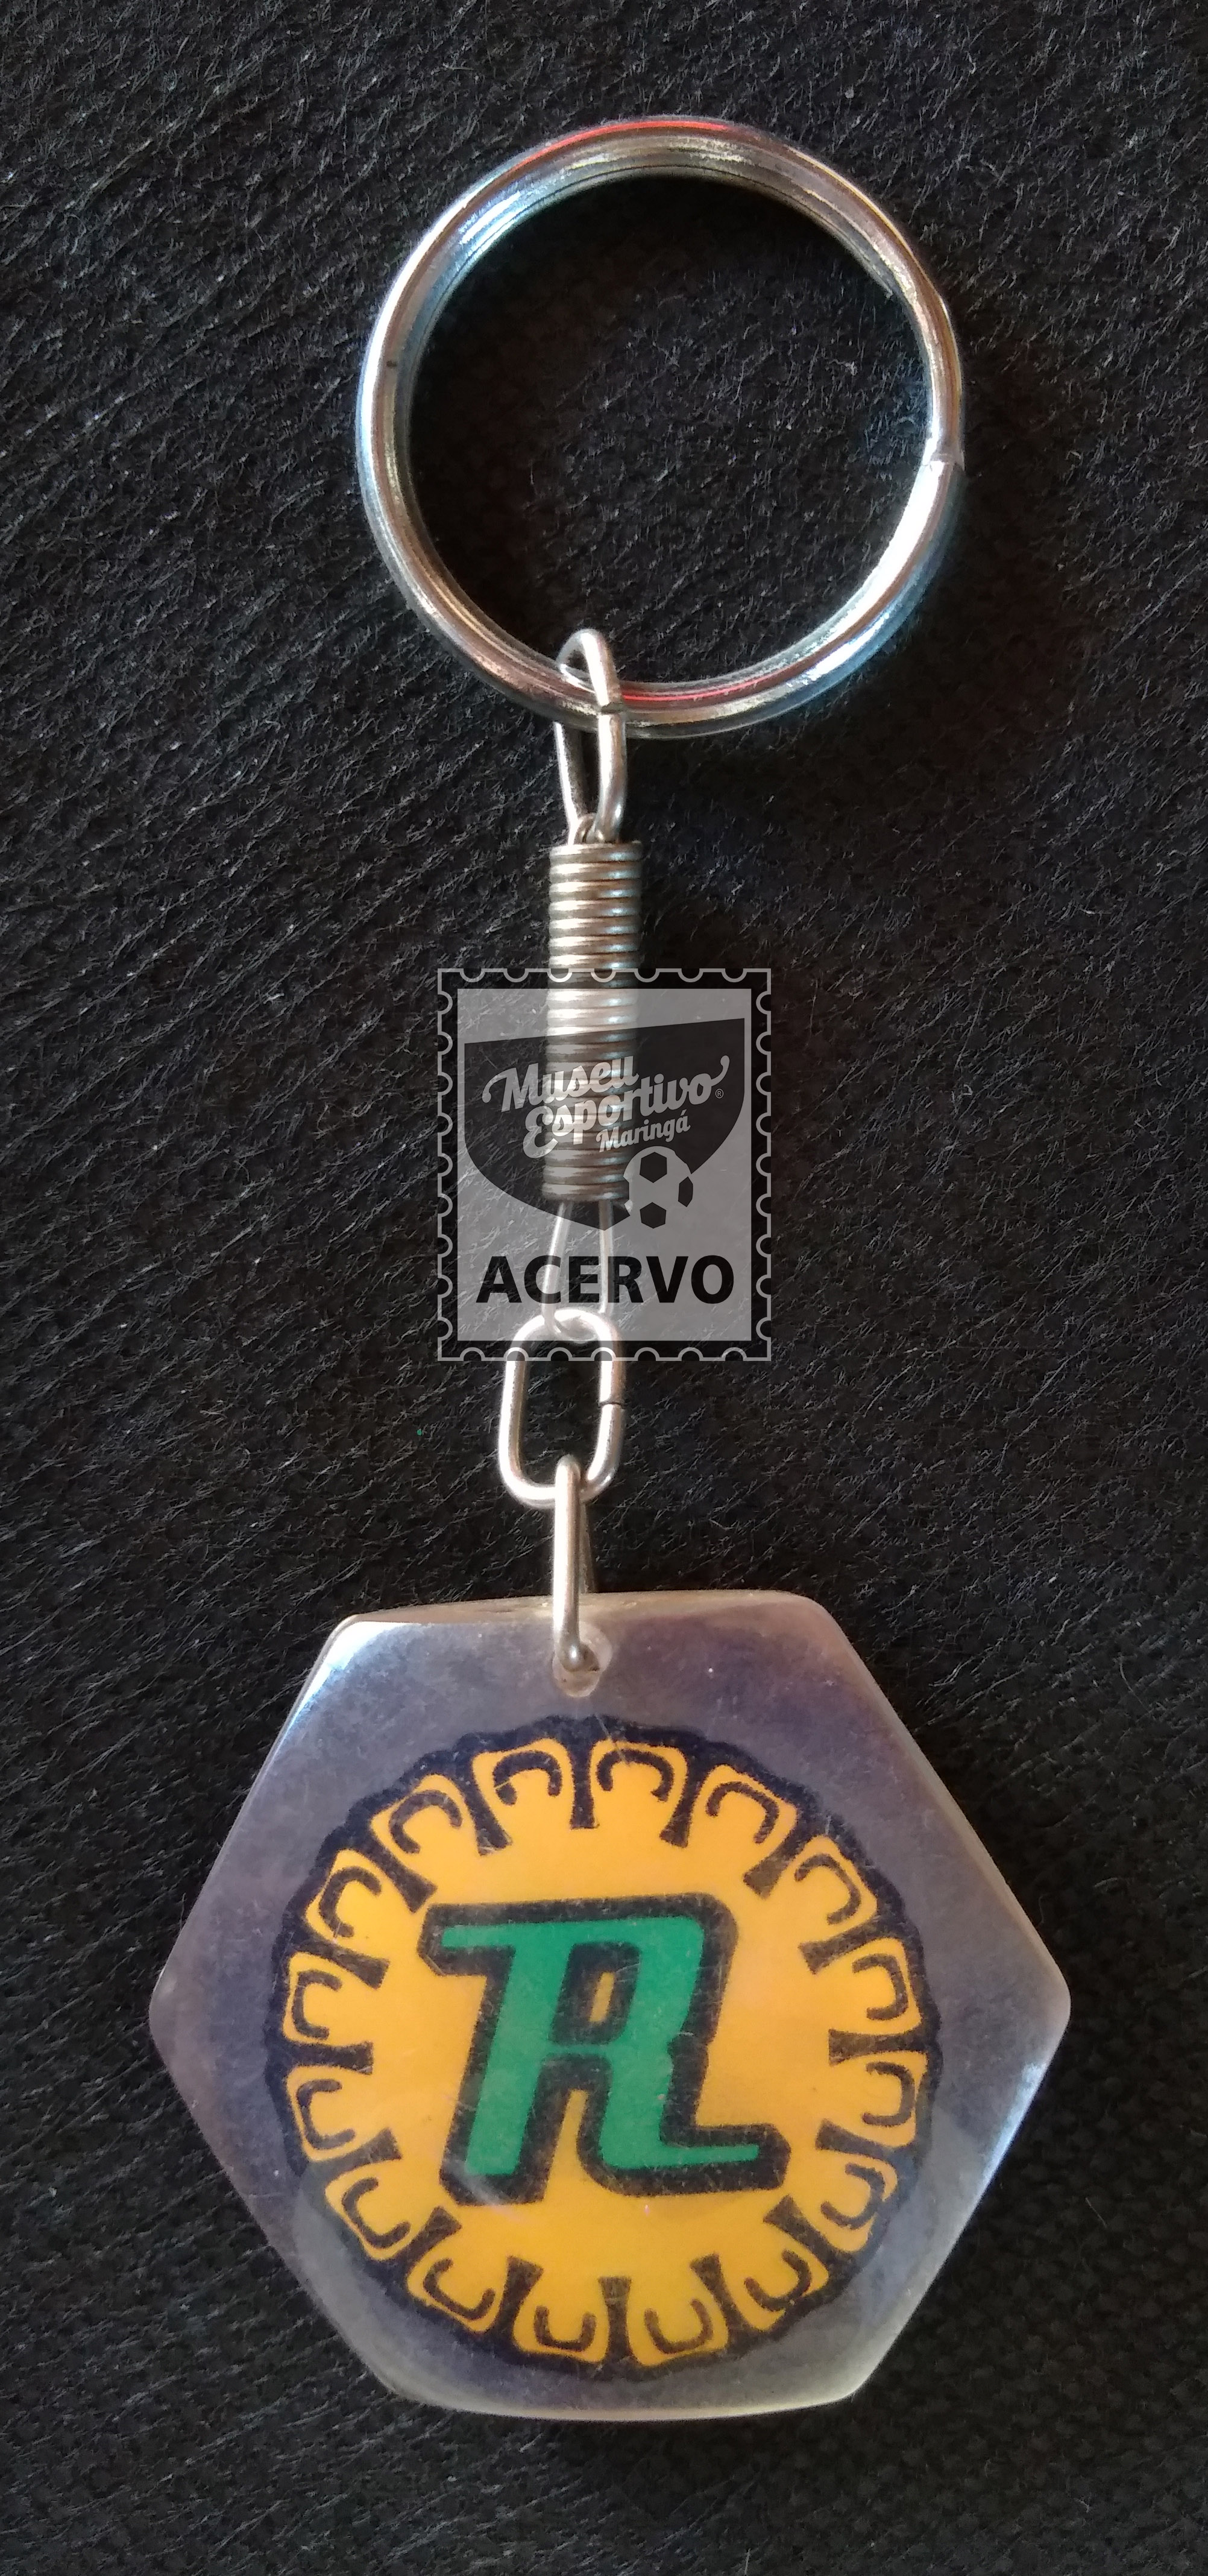 Museu
Esportivo®
Maringá
ACERVO
R